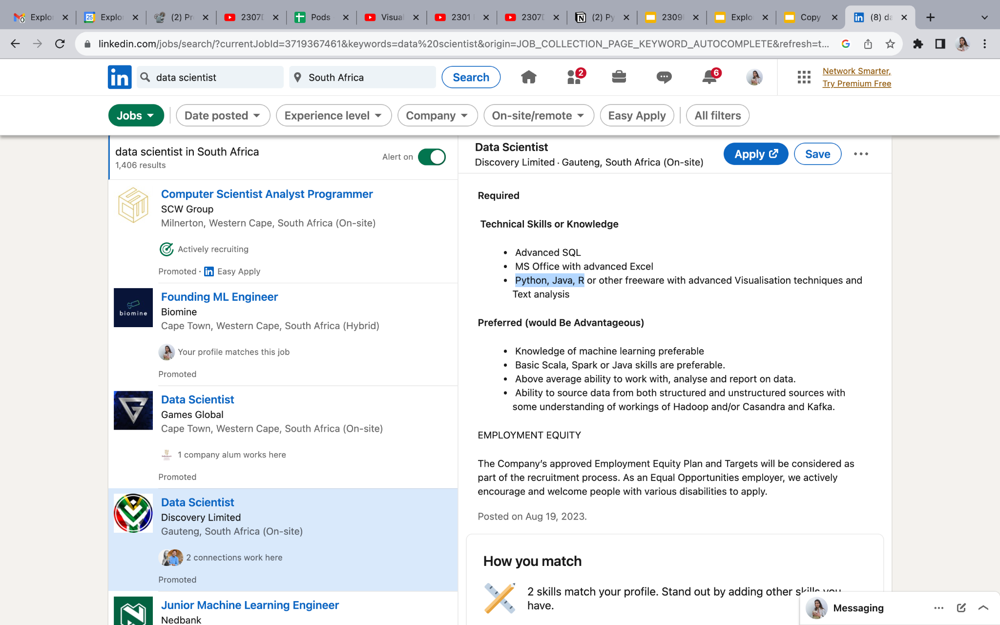 Explo
25
Explo
(2) Pr
2307D
Pods
Visual
2301
2307D
(2) Py
2309
Explo
Copy
(8) da
linkedin.com/jobs/search/?currentJobId=3719367461&keywords=data%20scientist&origin=JOB_COLLECTION_PAGE_KEYWORD_AUTOCOMPLETE&refresh=t...
in
data scientist
South Africa
Search
2
6
Network Smarter,
Try Premium Free
Jobs
Date posted
Experience level
Company
On-site/remote
Easy Apply
All filters
data scientist in South Africa
1,406 results
Alert on
Computer Scientist Analyst Programmer
SCW Group
Milnerton, Western Cape, South Africa (On-site)
Actively recruiting
Promoted · in Easy Apply
biomine
Founding ML Engineer
Biomine
Cape Town, Western Cape, South Africa (Hybrid)
Your profile matches this job
Promoted
Data Scientist
Games Global
Cape Town, Western Cape, South Africa (On-site)
1 company alum works here
Promoted
Data Scientist
Discovery Limited
Gauteng, South Africa (On-site)
2 connections work here
Promoted
Junior Machine Learning Engineer
Nedbank
Data Scientist
Discovery Limited · Gauteng, South Africa (On-site)
Apply
Save
Required
Technical Skills or Knowledge
• Advanced SQL
• MS Office with advanced Excel
• Python, Java, R or other freeware with advanced Visualisation techniques and
Text analysis
Preferred (would Be Advantageous)
• Knowledge of machine learning preferable
• Basic Scala, Spark or Java skills are preferable.
• Above average ability to work with, analyse and report on data.
• Ability to source data from both structured and unstructured sources with
some understanding of workings of Hadoop and/or Casandra and Kafka.
EMPLOYMENT EQUITY
The Company's approved Employment Equity Plan and Targets will be considered as
part of the recruitment process. As an Equal Opportunities employer, we actively
encourage and welcome people with various disabilities to apply.
Posted on Aug 19, 2023.
How you match
2 skills match your profile. Stand out by adding other skills you
have.
Messaging